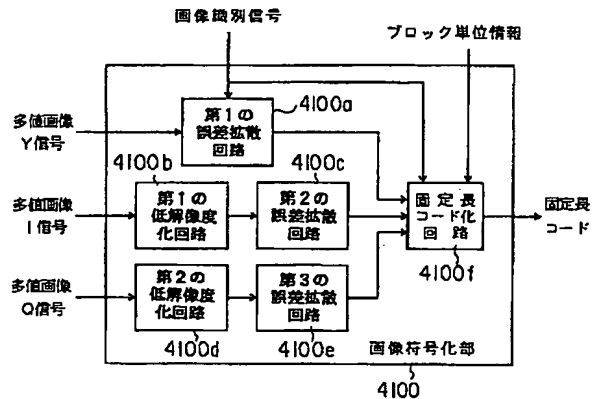 画像識別信号
ブロック単位情報
第1の
誤差拡散
回路
4100a
多値画像
Y信号
4100b
第1の
低解像度
化回路
4100c
第2の
誤差拡散
回路
多値画像
I信号
固定長
コード化
回路
4100f
固定長
コード
多値画像
Q信号
第2の
低解像度
化回路
4100d
第3の
誤差拡散
回路
4100e
画像符号化部
4100